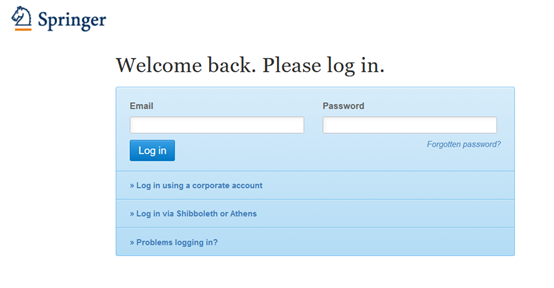 Springer
Welcome back. Please log in.
Email Password
Log in
Forgotten password?
» Log in using a corporate account
» Log in via Shibboleth or Athens
» Problems logging in?